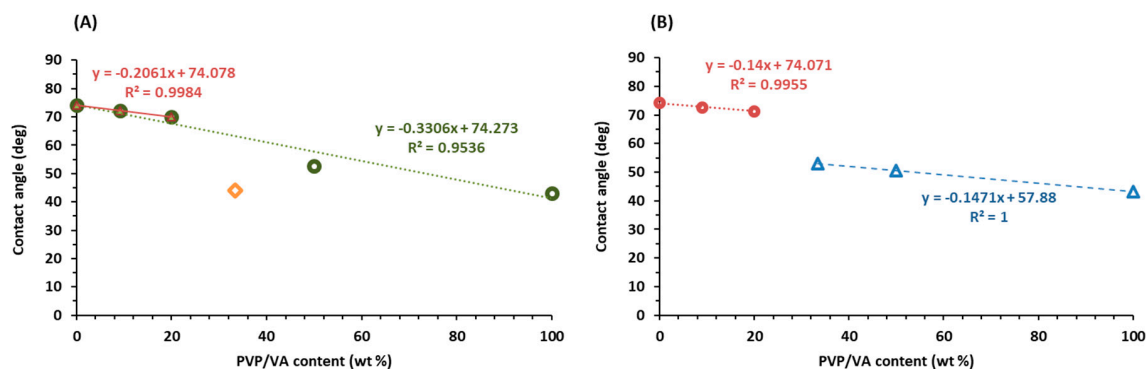 (A)
y = -0.2061x + 74.078
R² = 0.9984
y = -0.3306x + 74.273
R² = 0.9536
Contact angle (deg)
90
80
70
60
50
40
30
20
10
0
0
20
40
60
80
100
PVP/VA content (wt %)
(B)
y = -0.14x + 74.071
R² = 0.9955
y = -0.1471x + 57.88
R² = 1
Contact angle (deg)
90
80
70
60
50
40
30
20
10
0
0
20
40
60
80
100
PVP/VA content (wt %)